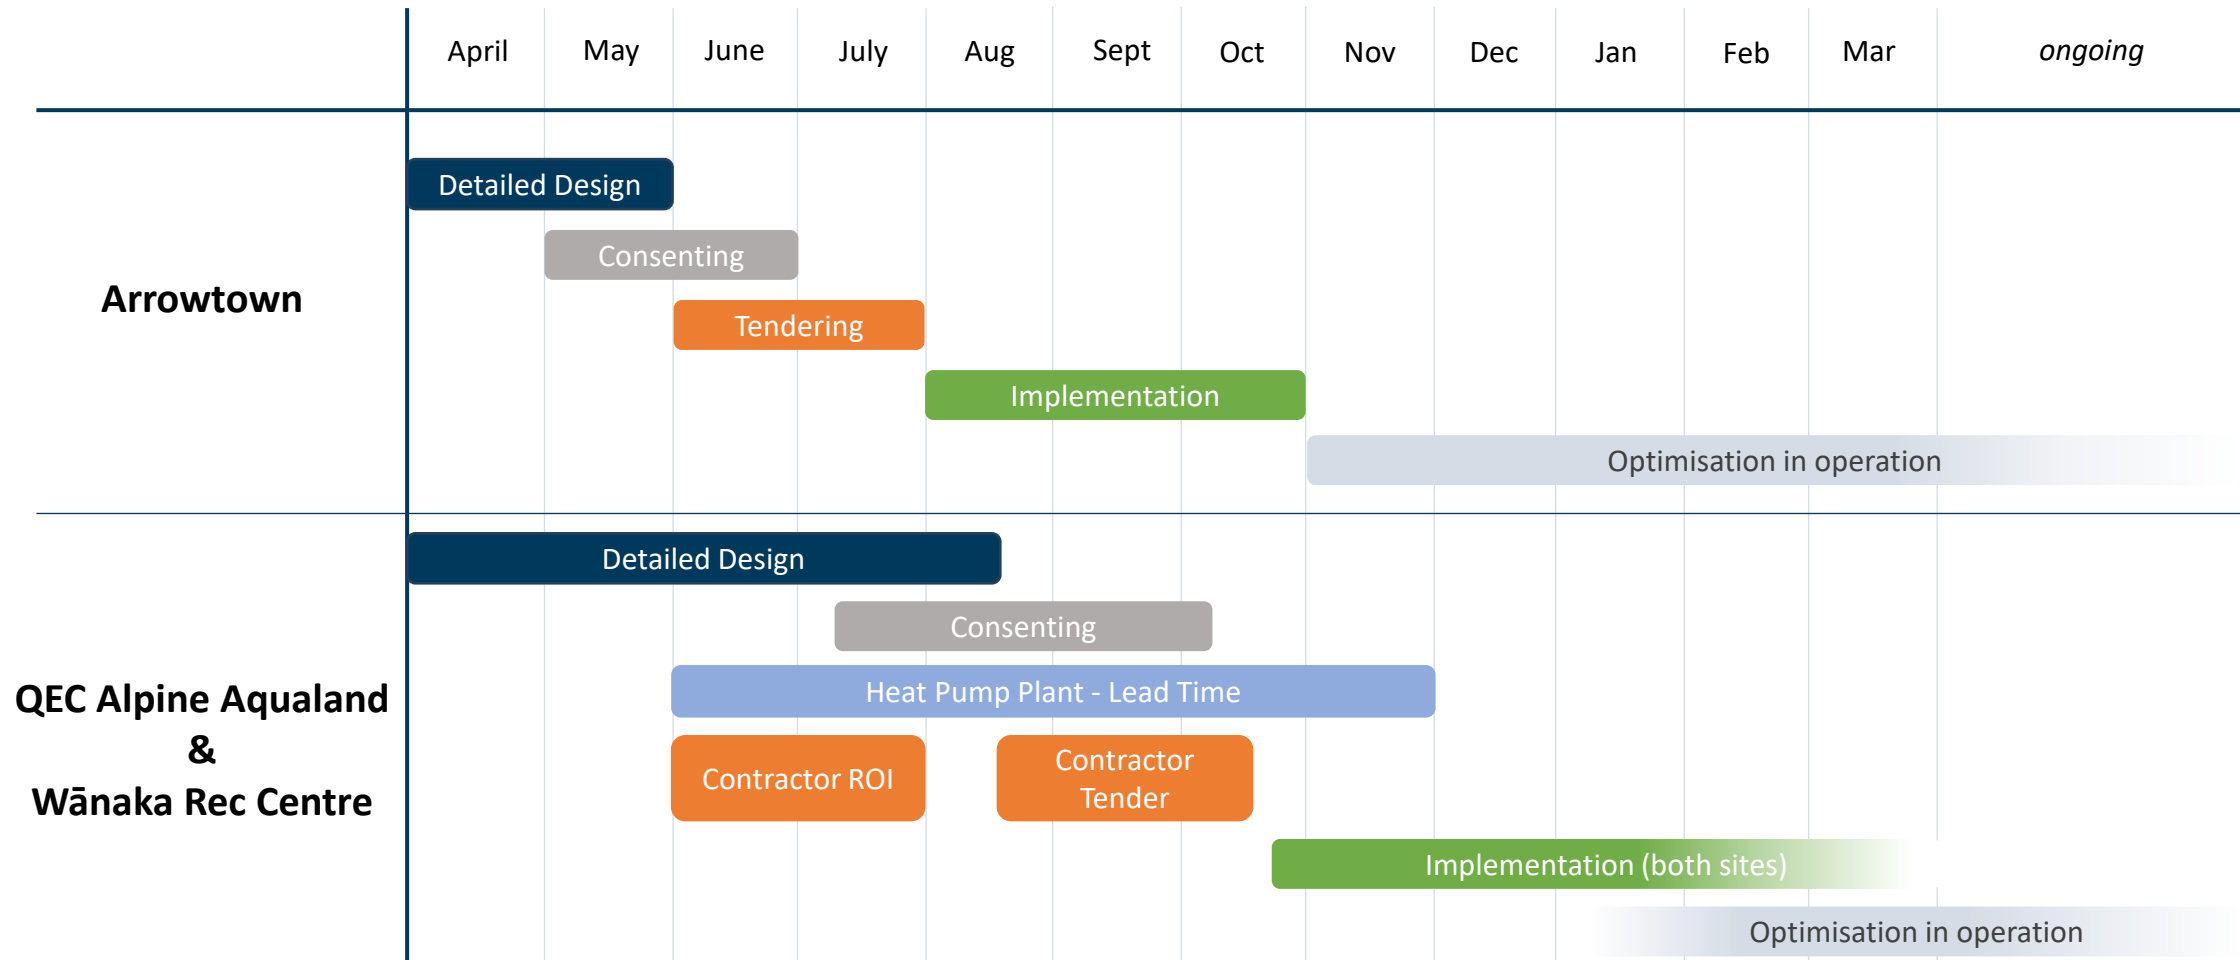 April May June July Aug Sept Oct Nov Dec Jan Feb Mar ongoing
Arrowtown
Detailed Design
Consenting
Tendering
Implementation
Optimisation in operation
QEC Alpine Aqualand
&
Wānaka Rec Centre
Detailed Design
Consenting
Heat Pump Plant - Lead Time
Contractor ROI
Contractor
Tender
Implementation (both sites)
Optimisation in operation